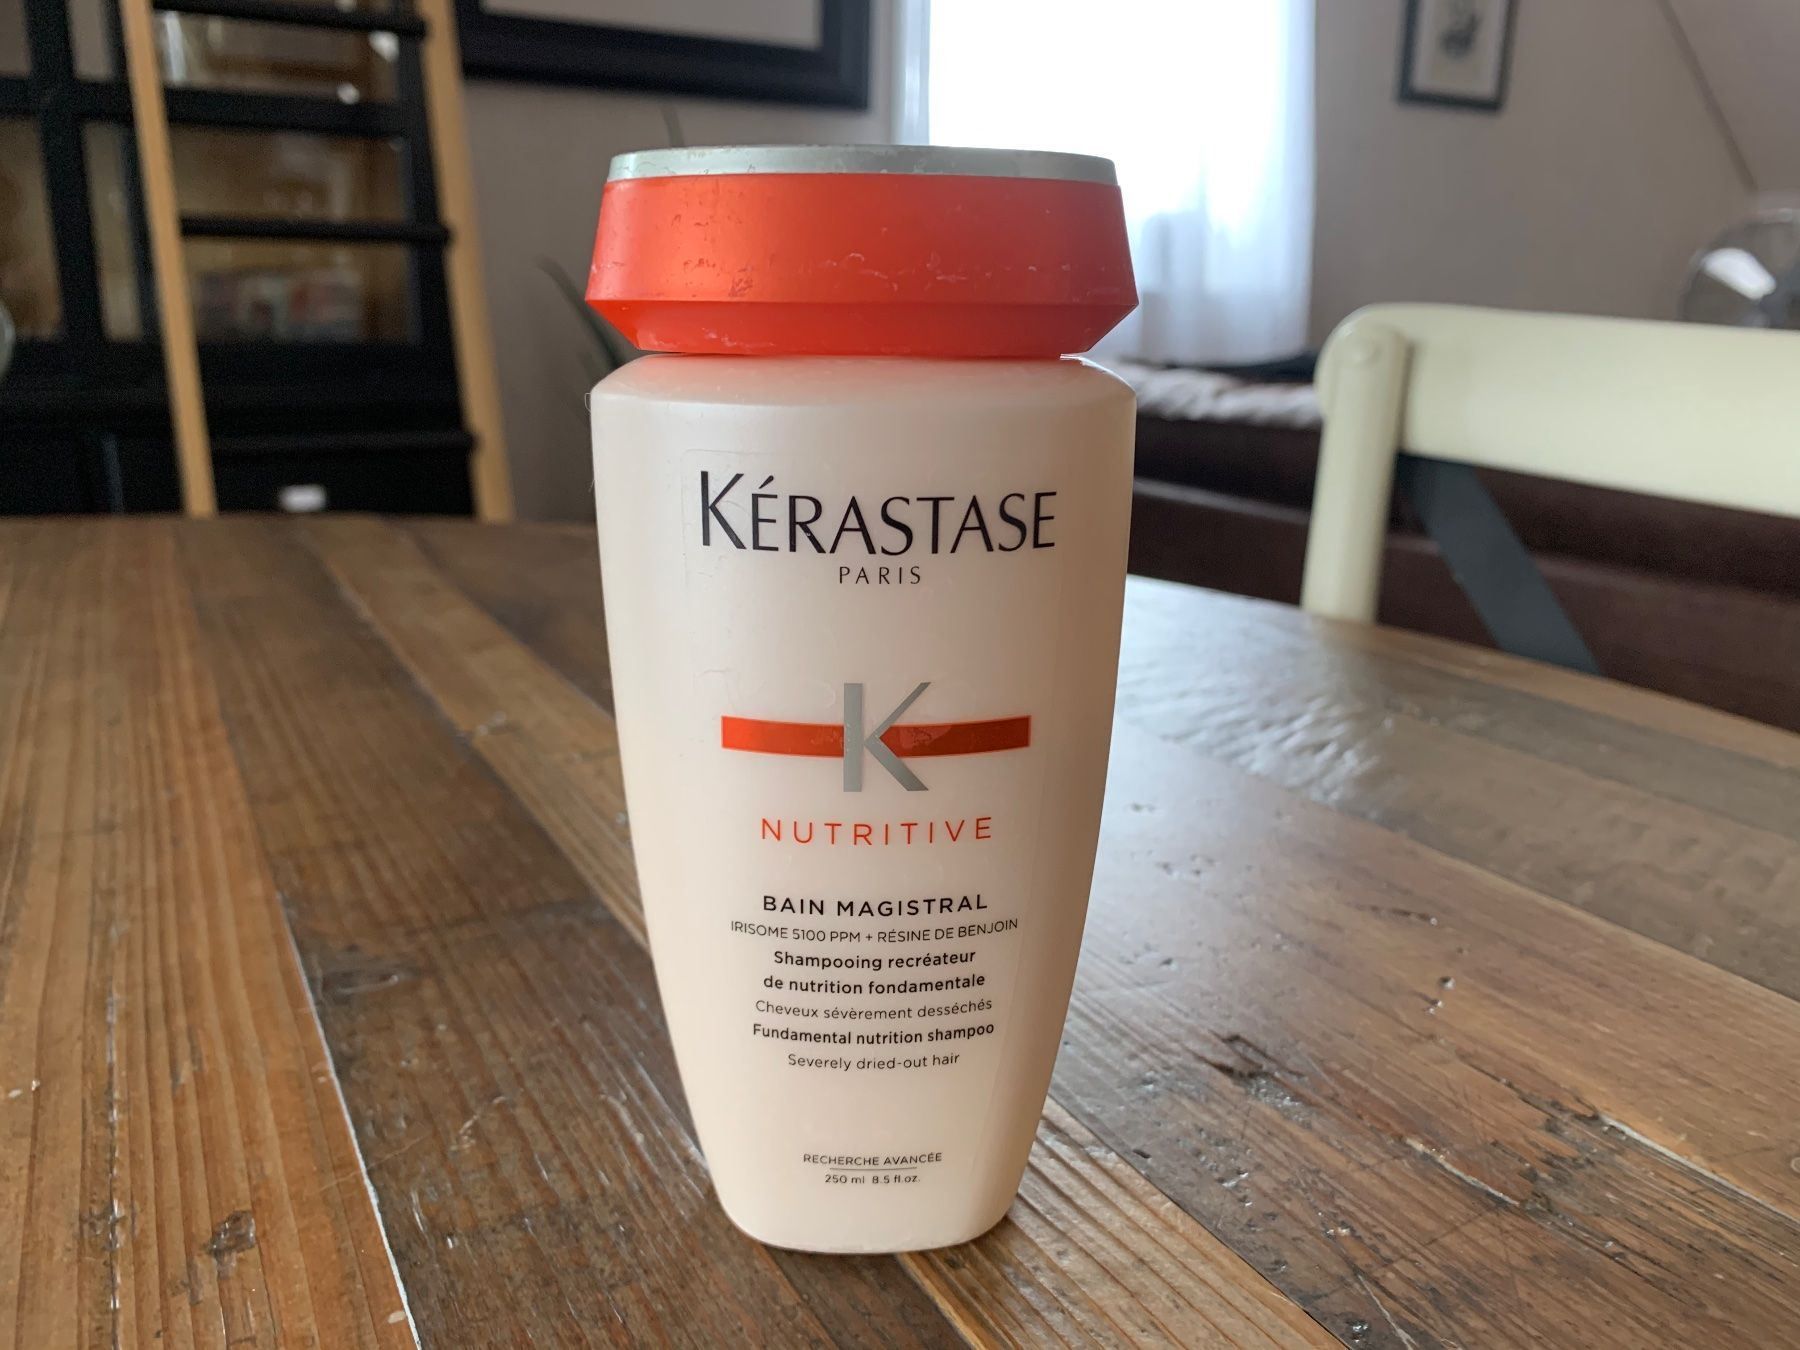 KÉRASTASE
PARIS
K
NUTRITIVE
BAIN MAGISTRAL
IRISOME 5100 PPM + RÉSINE DE BENJOIN
Shampooing recréateur
de nutrition fondamentale
Cheveux sévèrement desséchés
Fundamental nutrition shampoo
Severely dried-out hair
RECHERCHE AVANCÉE
250 ml 8.5 fl.oz.